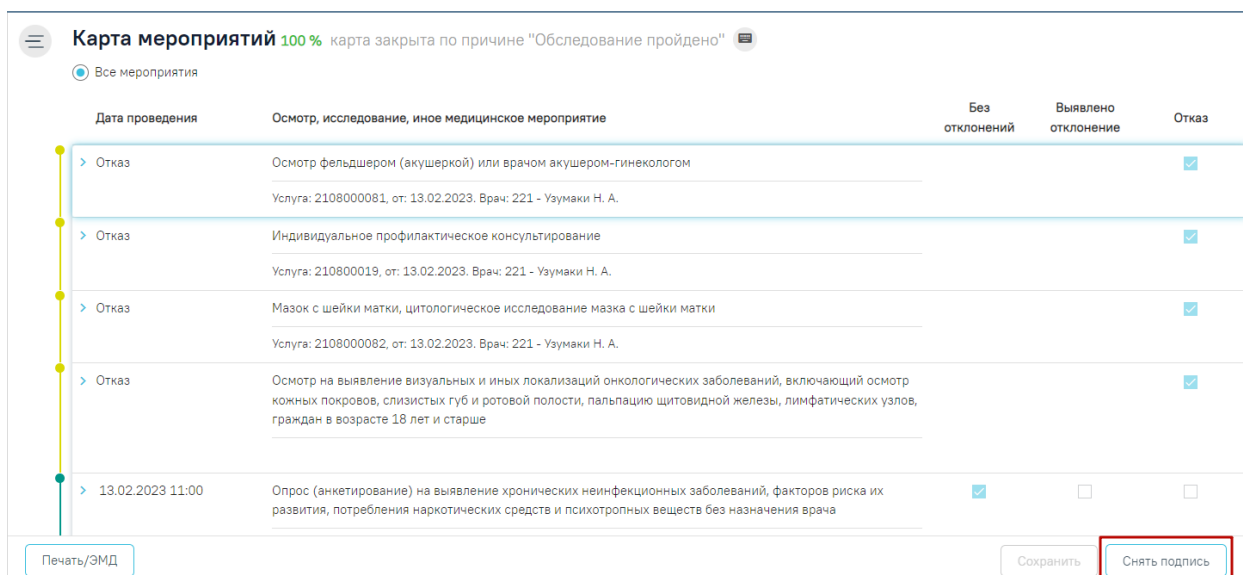 Карта мероприятий 100 % карта закрыта по причине "Обследование пройдено"
Все мероприятия
Дата проведения Осмотр, исследование, иное медицинское мероприятие Без отклонений Выявлено отклонение Отказ
Отказ Осмотр фельдшером (акушеркой) или врачом акушером-гинекологом
Услуга: 2108000081, от: 13.02.2023. Врач: 221 - Узумаки Н. А.
Отказ Индивидуальное профилактическое консультирование
Услуга: 210800019, от: 13.02.2023. Врач: 221 - Узумаки Н. А.
Отказ Мазок с шейки матки, цитологическое исследование мазка с шейки матки
Услуга: 2108000082, от: 13.02.2023. Врач: 221 - Узумаки Н. А.
Отказ Осмотр на выявление визуальных и иных локализаций онкологических заболеваний, включающий осмотр
кожных покровов, слизистых губ и ротовой полости, пальпацию щитовидной железы, лимфатических узлов,
граждан в возрасте 18 лет и старше
13.02.2023 11:00 Опрос (анкетирование) на выявление хронических неинфекционных заболеваний, факторов риска их
развития, потребления наркотических средств и психотропных веществ без назначения врача
Печать/ЭМД Сохранить Снять подпись